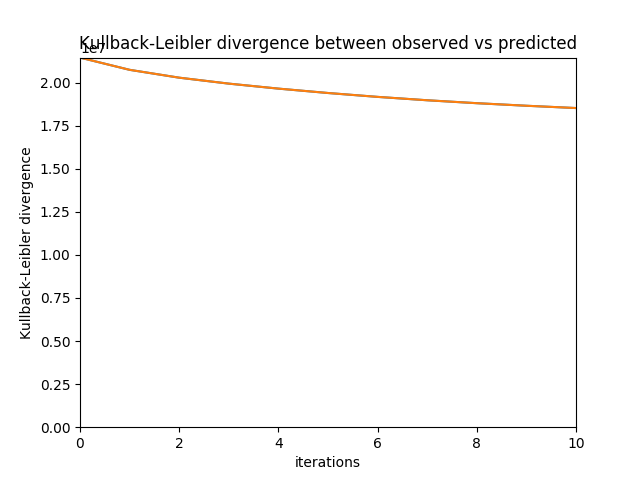 Kullback-Leibler divergence between observed vs predicted
1e7
2.00
1.75
1.50
1.25
1.00
0.75
0.50
0.25
0.00
Kullback-Leibler divergence
0 2 4 6 8 10
iterations